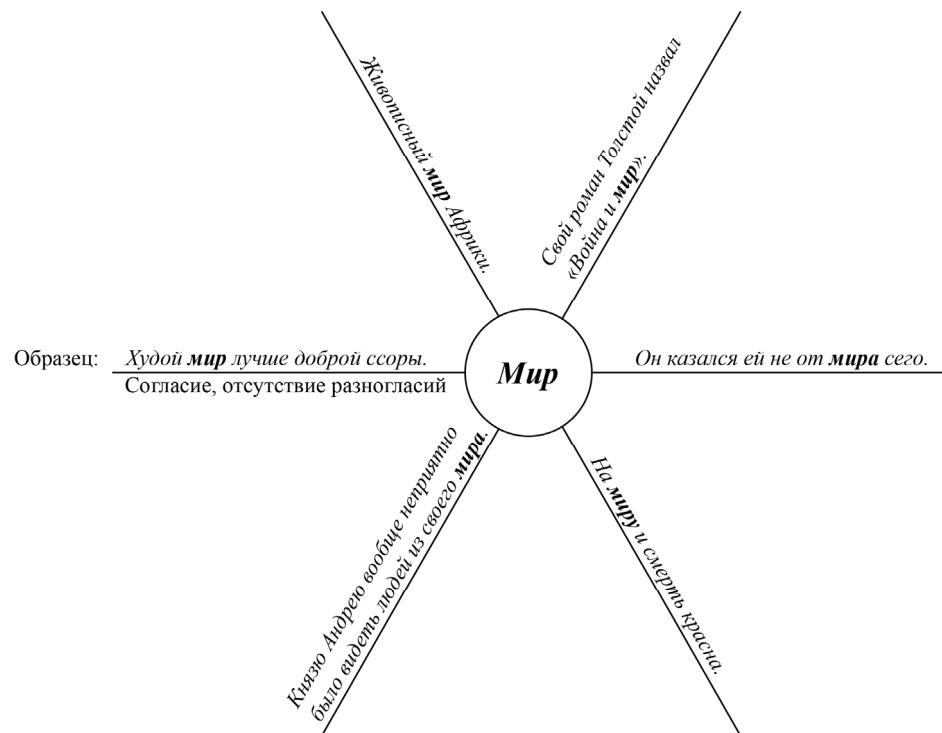 Живописный мир Африки.
Свой роман Толстой назвал
«Война и мир».
Образец:
Худой мир лучше доброй ссоры.
Согласие, отсутствие разногласий
Мир
Он казался ей не от мира сего.
Князю Андрею вообще неприятно
было видеть людей из своего мира.
На миру и смерть красна.